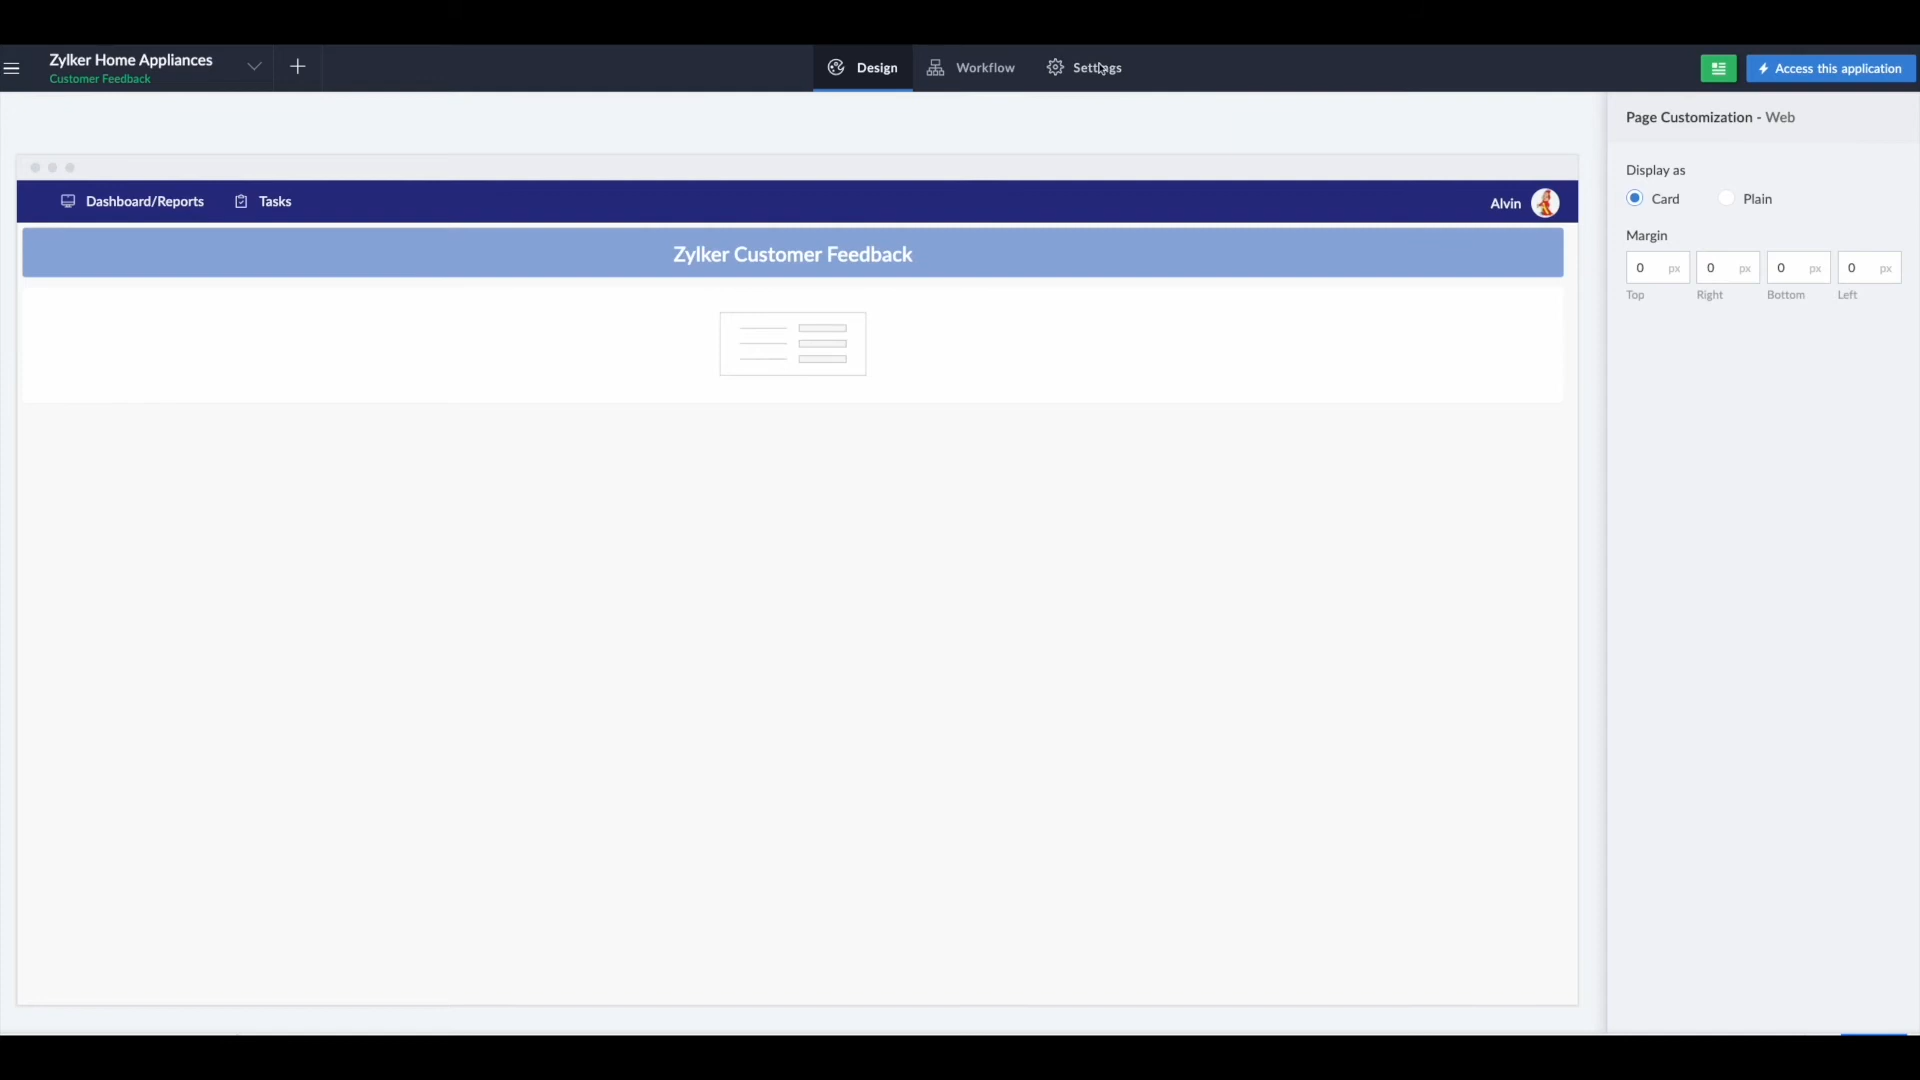 Zylker Home Appliances
Customer Feedback
Design
Workflow
Settings
Access this application
Page Customization - Web
Dashboard/Reports
Tasks
Alvin
Display as
Card
Plain
Zylker Customer Feedback
Margin
0 px
0 px
0 px
0 px
Top
Right
Bottom
Left